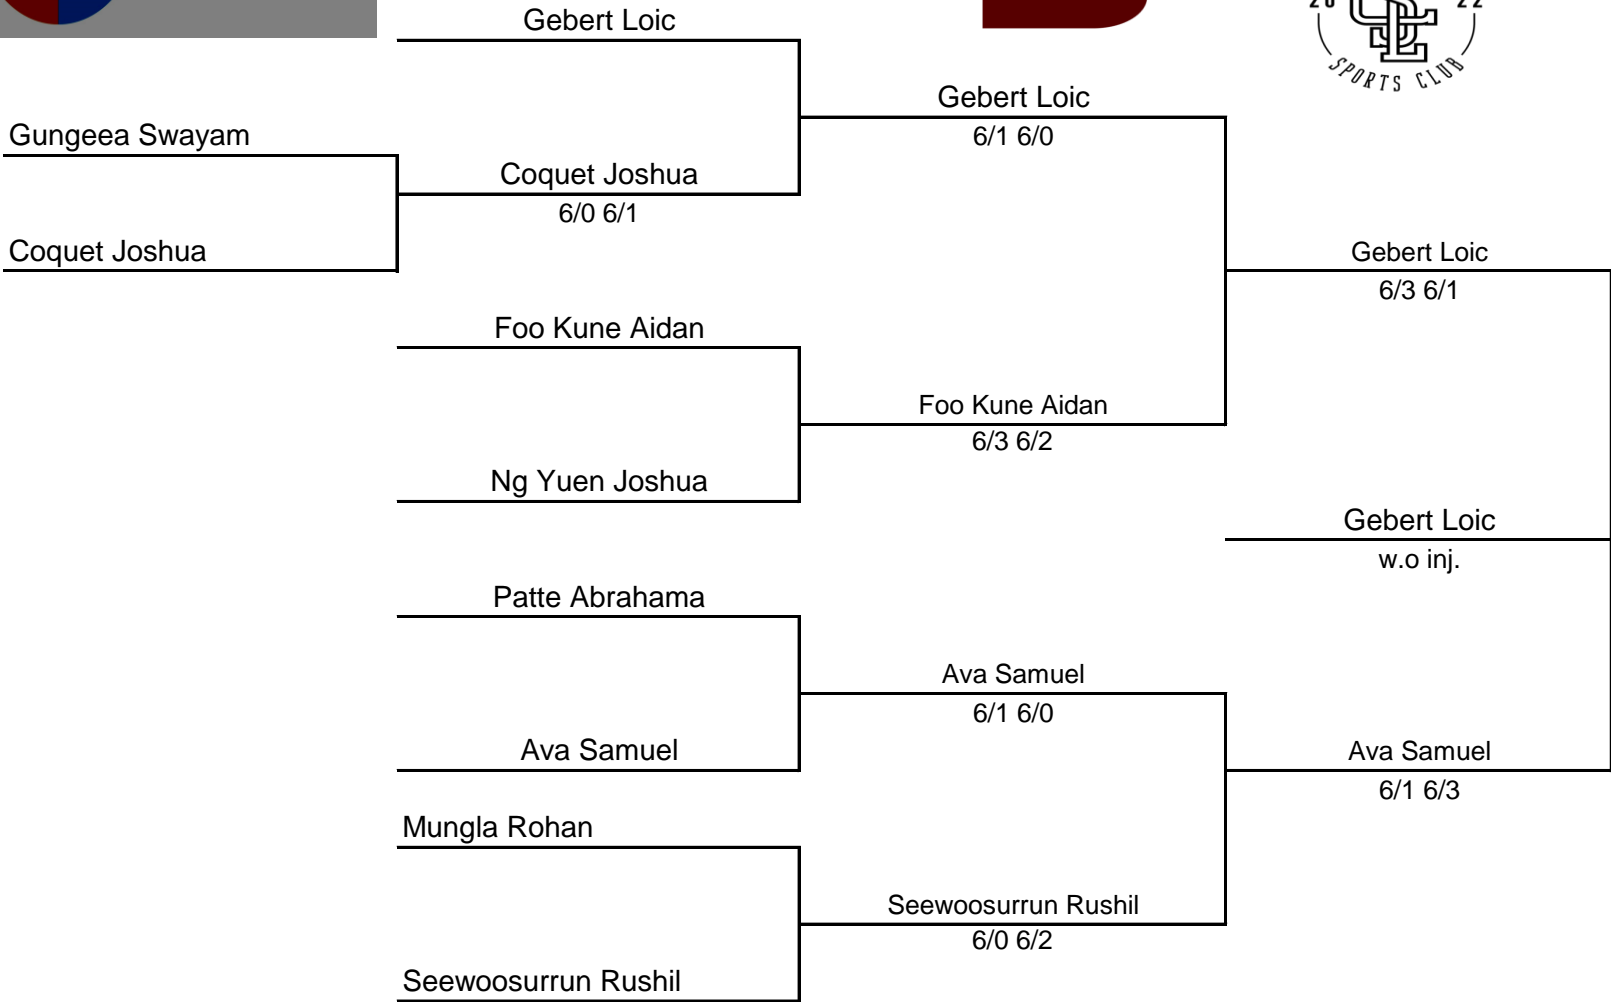 20 22
SPORTS CLUB
Gebert Loic
Gebert Loic
6/1 6/0
Gungeea Swayam
Coquet Joshua
6/0 6/1
Coquet Joshua
Gebert Loic
6/3 6/1
Foo Kune Aidan
Foo Kune Aidan
6/3 6/2
Ng Yuen Joshua
Gebert Loic
w.o inj.
Patte Abrahama
Ava Samuel
6/1 6/0
Ava Samuel
Ava Samuel
6/1 6/3
Mungla Rohan
Seewoosurrun Rushil
6/0 6/2
Seewoosurrun Rushil